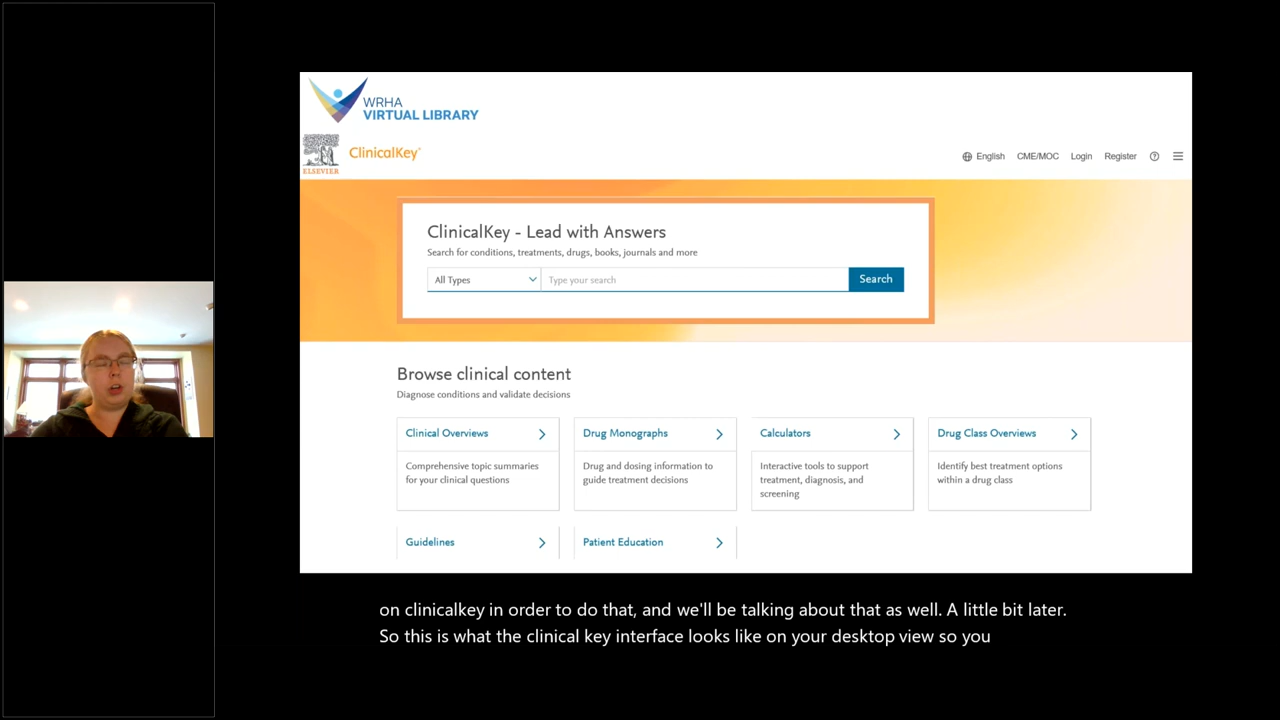 WRHA
VIRTUAL LIBRARY
ELSEVIER
ClinicalKey®
English CME/MOC Login Register
ClinicalKey - Lead with Answers
Search for conditions, treatments, drugs, books, journals and more
All Types Type your search Search
Browse clinical content
Diagnose conditions and validate decisions
Clinical Overviews
Comprehensive topic summaries
for your clinical questions
Drug Monographs
Drug and dosing information to
guide treatment decisions
Calculators
Interactive tools to support
treatment, diagnosis, and
screening
Drug Class Overviews
Identify best treatment options
within a drug class
Guidelines
Patient Education
on clinicalkey in order to do that, and we'll be talking about that as well. A little bit later.
So this is what the clinical key interface looks like on your desktop view so you